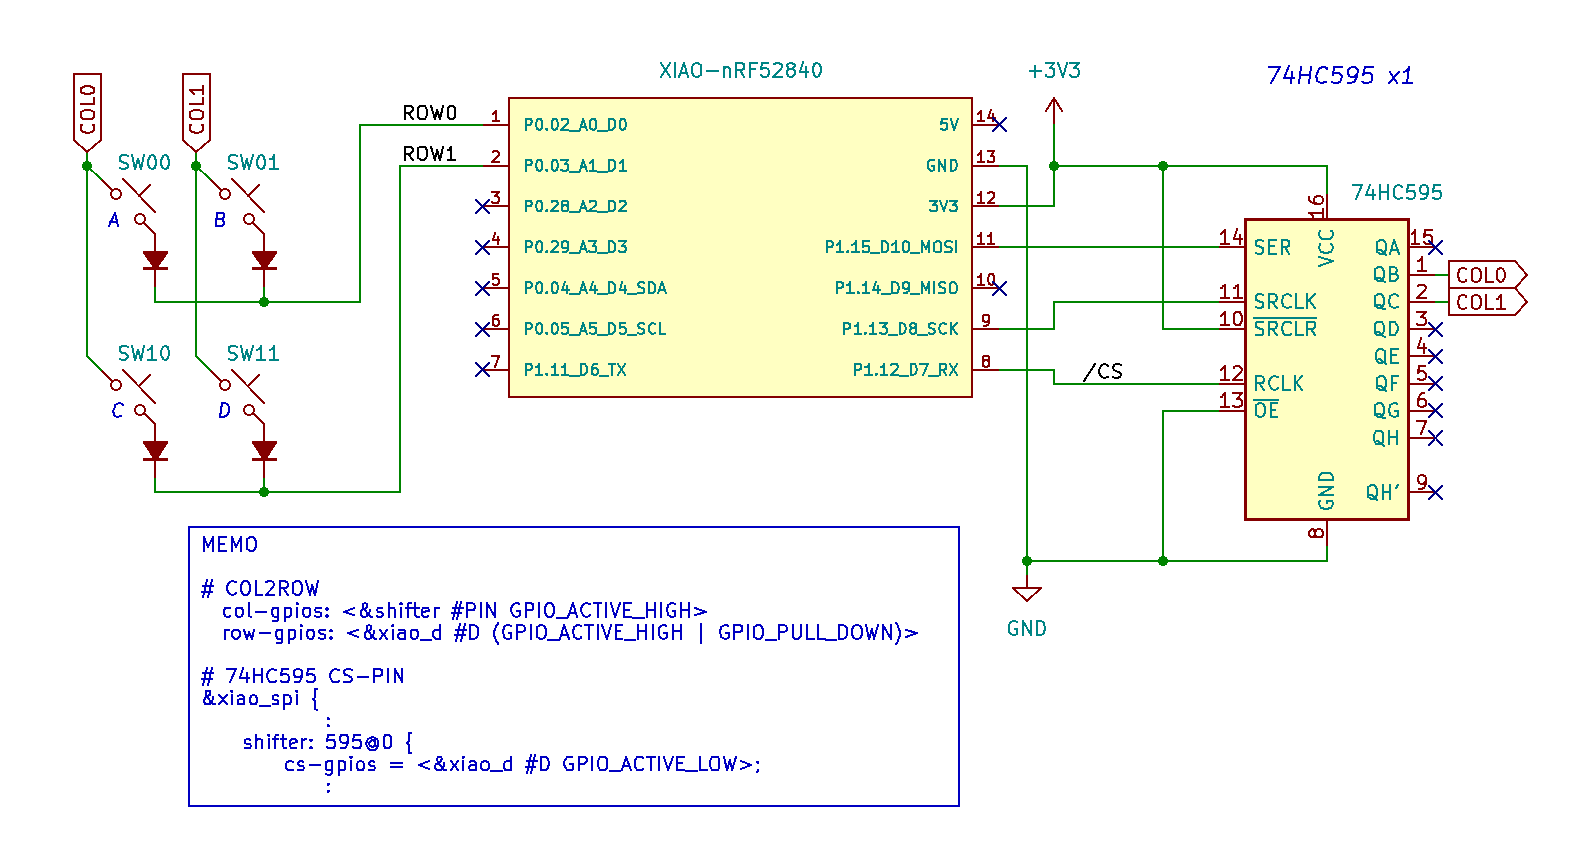 XIAO-nRF52840
+3V3
74HC595 x1
COL0
COL1
SW00
SW01
A
B
SW10
SW11
C
D
ROW0
ROW1
1 P0.02_A0_D0
2 P0.03_A1_D1
3 P0.28_A2_D2
4 P0.29_A3_D3
5 P0.04_A4_D4_SDA
6 P0.05_A5_D5_SCL
7 P1.11_D6_TX
5V 14
GND 13
3V3 12
P1.15_D10_MOSI 11
P1.14_D9_MISO 10
P1.13_D8_SCK 9
P1.12_D7_RX 8
/CS
GND
74HC595
16
VCC
14 SER
11 SRCLK
10 SRCLR
12 RCLK
13 OE
QA 15
QB 1
QC 2
QD 3
QE 4
QF 5
QG 6
QH 7
QH' 9
GND
8
COL0
COL1
MEMO
# COL2ROW
col-gpios: <&shifter #PIN GPIO_ACTIVE_HIGH>
row-gpios: <&xiao_d #D (GPIO_ACTIVE_HIGH | GPIO_PULL_DOWN)>
# 74HC595 CS-PIN
&xiao_spi {
:
shifter: 595@0 {
cs-gpios = <&xiao_d #D GPIO_ACTIVE_LOW>;
: